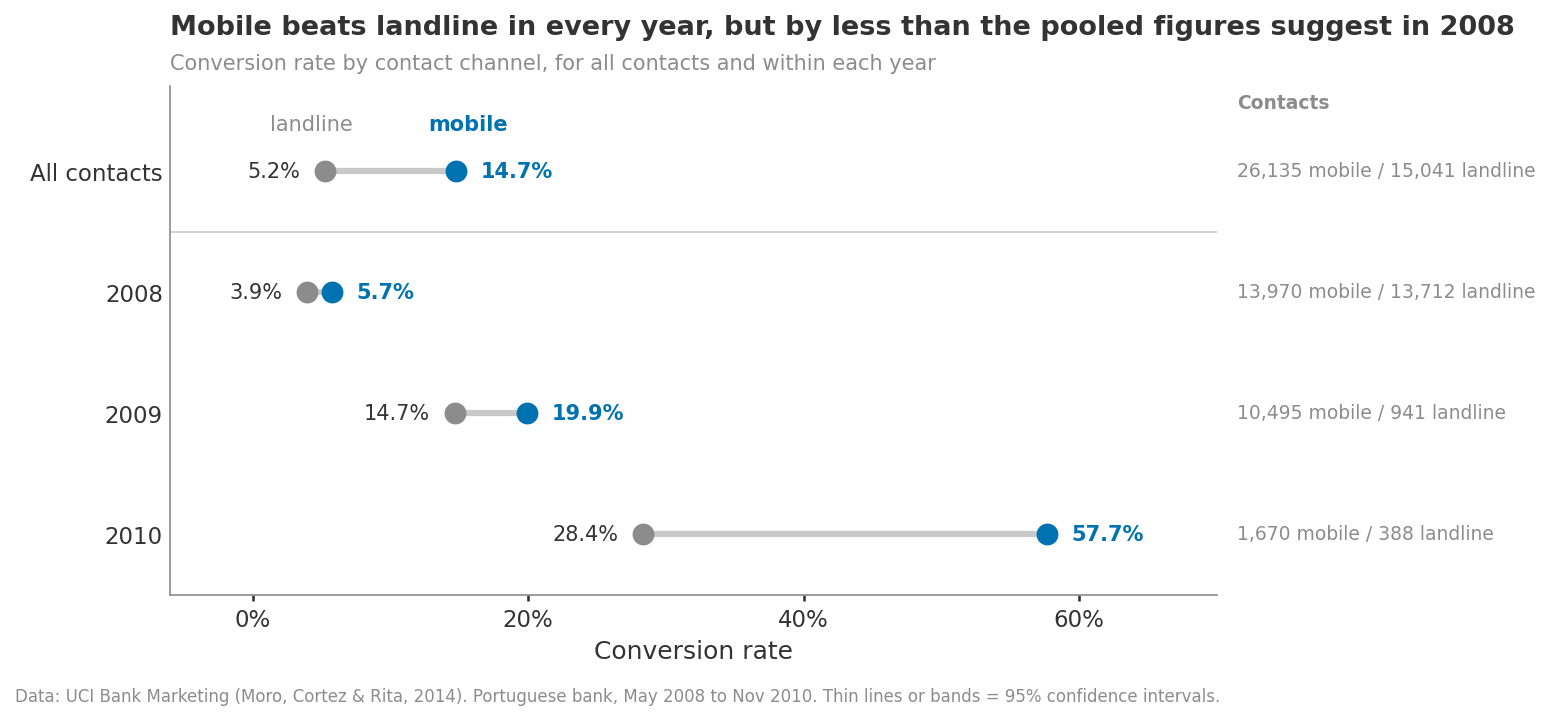 Mobile beats landline in every year, but by less than the pooled figures suggest in 2008
Conversion rate by contact channel, for all contacts and within each year
Contacts
landline mobile
All contacts 5.2% 14.7% 26,135 mobile / 15,041 landline
2008 3.9% 5.7% 13,970 mobile / 13,712 landline
2009 14.7% 19.9% 10,495 mobile / 941 landline
2010 28.4% 57.7% 1,670 mobile / 388 landline
0% 20% 40% 60%
Conversion rate
Data: UCI Bank Marketing (Moro, Cortez & Rita, 2014). Portuguese bank, May 2008 to Nov 2010. Thin lines or bands = 95% confidence intervals.